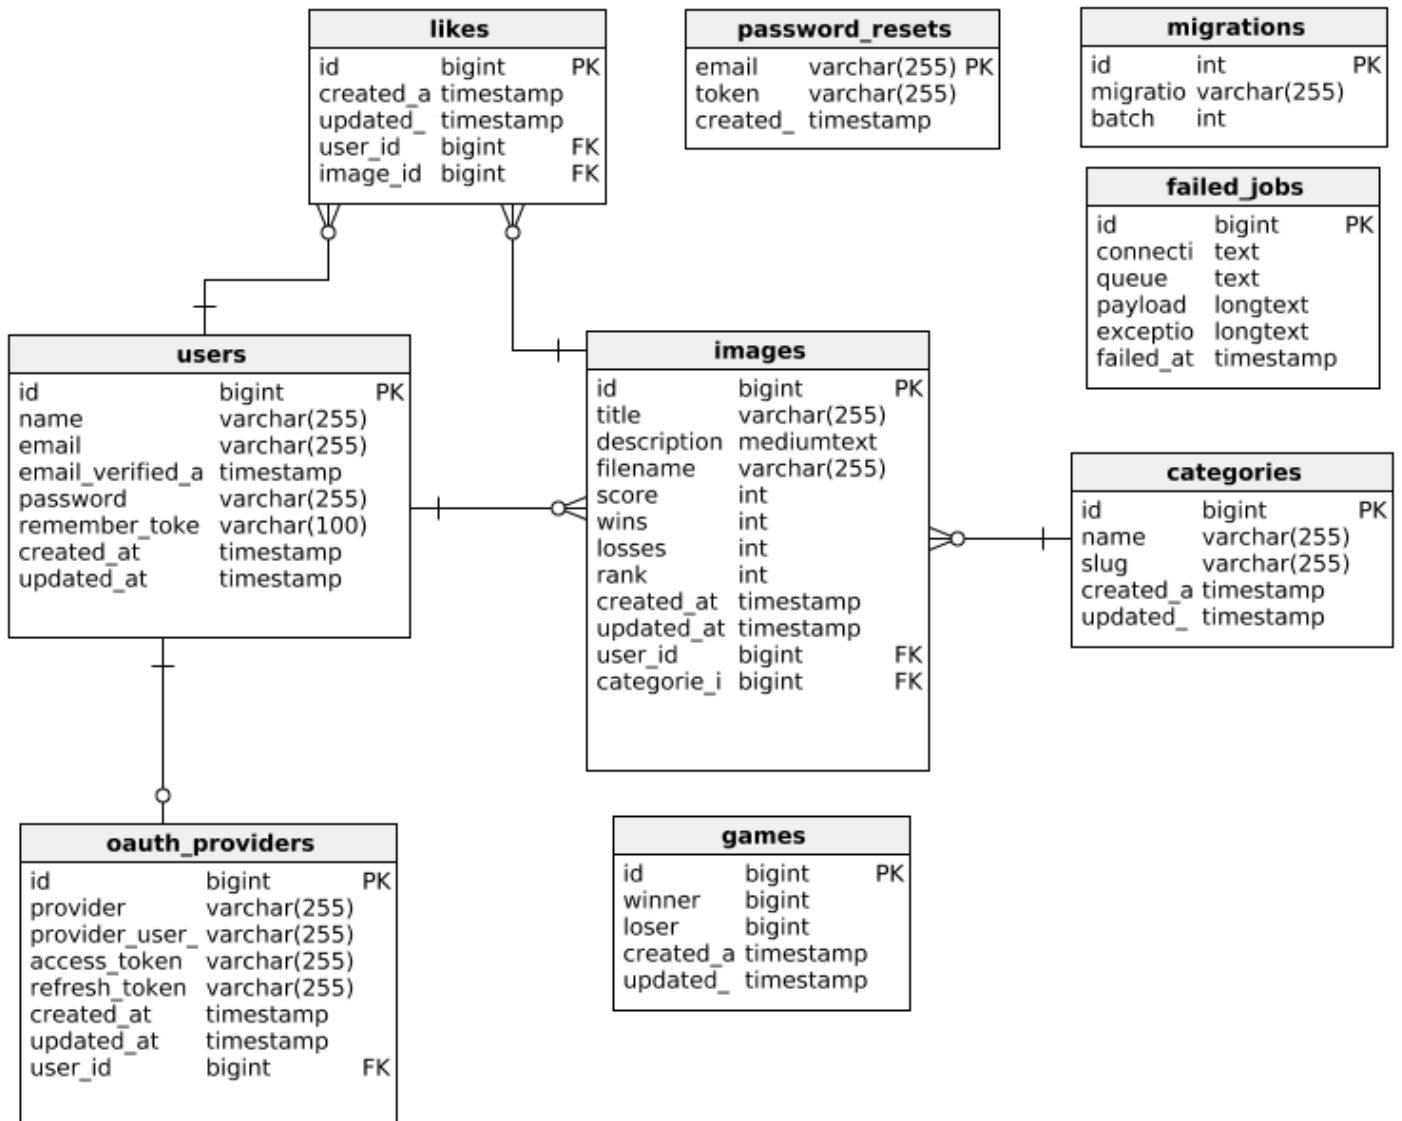 likes
id bigint PK
created_a timestamp
updated_ timestamp
user_id bigint FK
image_id bigint FK
password_resets
email varchar(255) PK
token varchar(255)
created_ timestamp
migrations
id int PK
migratio varchar(255)
batch int
failed_jobs
id bigint PK
connecti text
queue text
payload longtext
exceptio longtext
failed_at timestamp
users
id bigint PK
name varchar(255)
email varchar(255)
email_verified_a timestamp
password varchar(255)
remember_toke varchar(100)
created_at timestamp
updated_at timestamp
images
id bigint PK
title varchar(255)
description mediumtext
filename varchar(255)
score int
wins int
losses int
rank int
created_at timestamp
updated_at timestamp
user_id bigint FK
categorie_i bigint FK
categories
id bigint PK
name varchar(255)
slug varchar(255)
created_a timestamp
updated_ timestamp
oauth_providers
id bigint PK
provider varchar(255)
provider_user_ varchar(255)
access_token varchar(255)
refresh_token varchar(255)
created_at timestamp
updated_at timestamp
user_id bigint FK
games
id bigint PK
winner bigint
loser bigint
created_a timestamp
updated_ timestamp